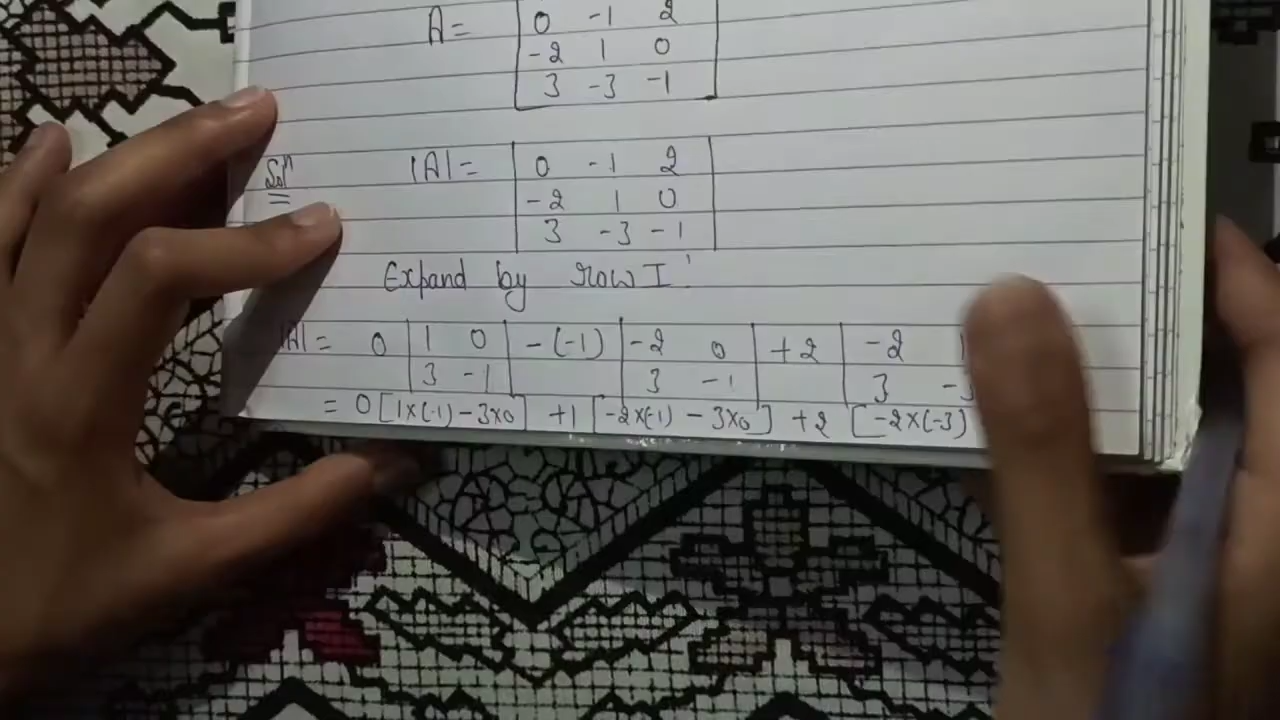 A = 0 -1 2
-2 1 0
3 -3 -1
Solⁿ |A| = 0 -1 2
-2 1 0
3 -3 -1
Expand by row I'
|A| = 0 | 1 0 | - (-1) | -2 0 | + 2 | -2 1
3 -1 | | 3 -1 | | 3 -3
= 0 [1×(-1) - 3×0] + 1 [-2×(-1) - 3×0] + 2 [-2×(-3)